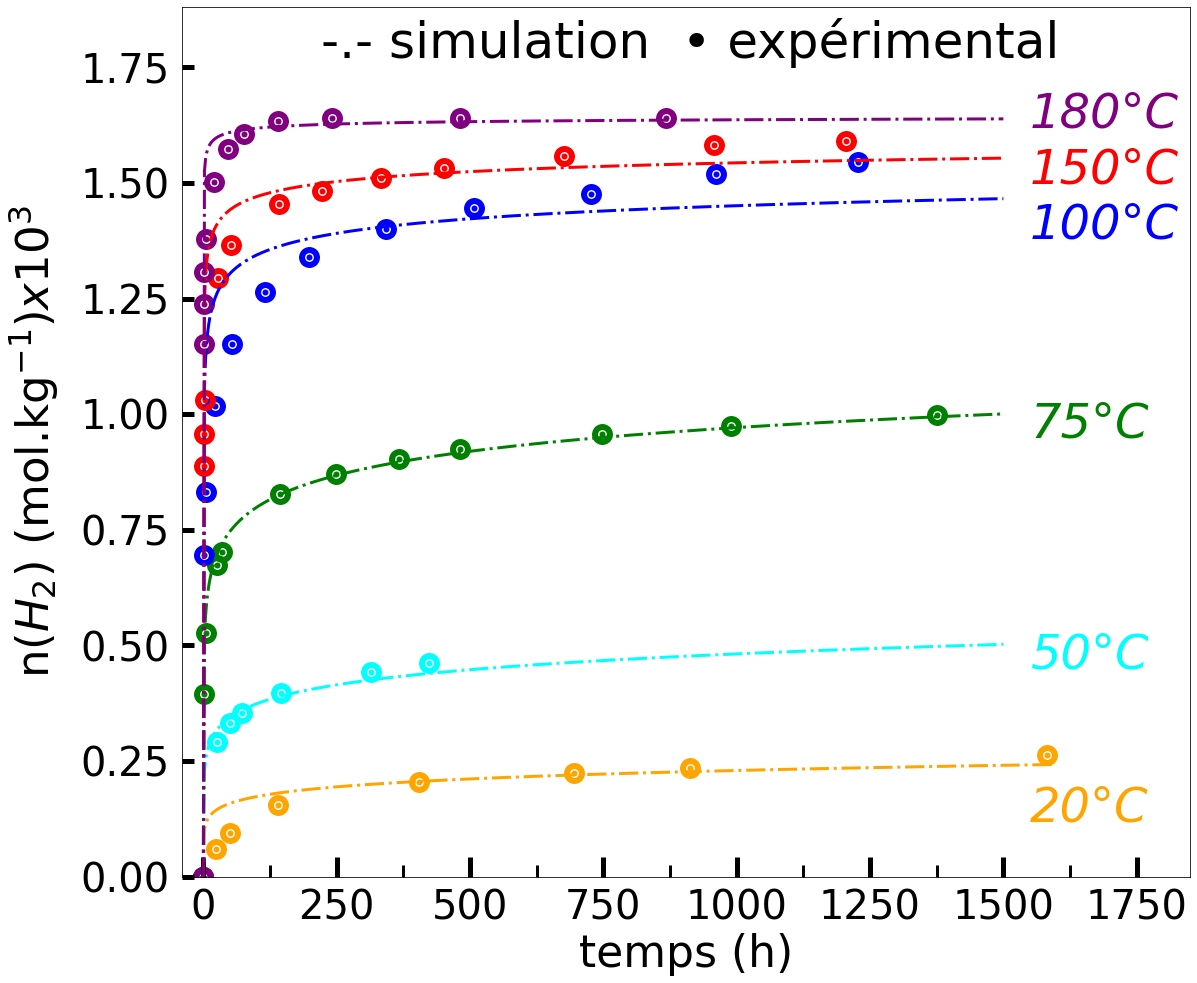 -.- simulation • expérimental
1.75
1.50
1.25
1.00
0.75
0.50
0.25
0.00
n(H₂) (mol.kg⁻¹)x10³
180°C
150°C
100°C
75°C
50°C
20°C
0 250 500 750 1000 1250 1500 1750
temps (h)